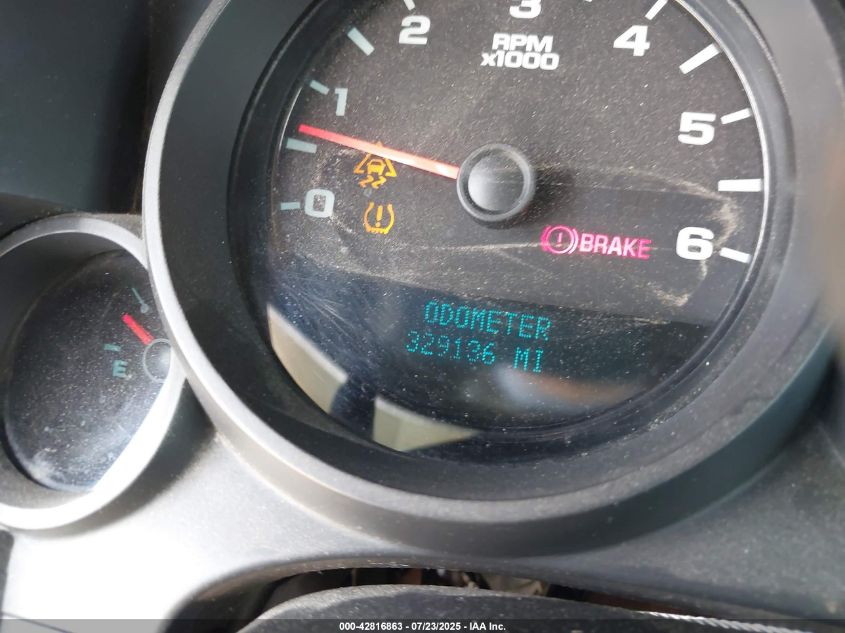 3
2
4
RPM
x1000
1
5
0
6
BRAKE
ODOMETER
329136 MI
E
000-42816863 - 07/23/2025 - IAA Inc.